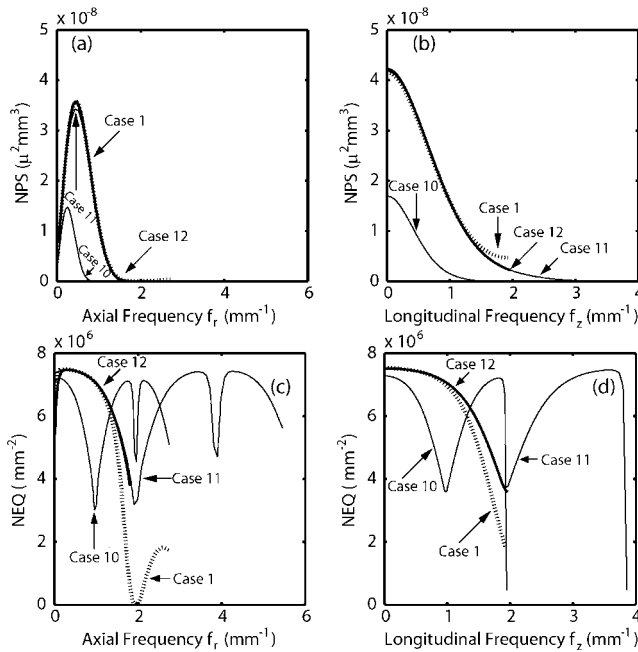 x 10⁻⁸
5
4
3
2
1
0
NPS (μ²mm³)
(a)
Case 1
Case 11
Case 10
Case 12
0
2
4
6
Axial Frequency fᵣ (mm⁻¹)
x 10⁻⁸
5
4
3
2
1
0
NPS (μ²mm³)
(b)
Case 10
Case 1
Case 12
Case 11
0
1
2
3
4
Longitudinal Frequency f_z (mm⁻¹)
x 10⁶
8
6
4
2
0
NEQ ( mm⁻²)
Case 12
(c)
Case 11
Case 10
Case 1
0
2
4
6
Axial Frequency fᵣ (mm⁻¹)
x 10⁶
8
6
4
2
0
NEQ (mm⁻²)
Case 12
(d)
Case 10
Case 11
Case 1
0
1
2
3
4
Longitudinal Frequency f_z (mm⁻¹)